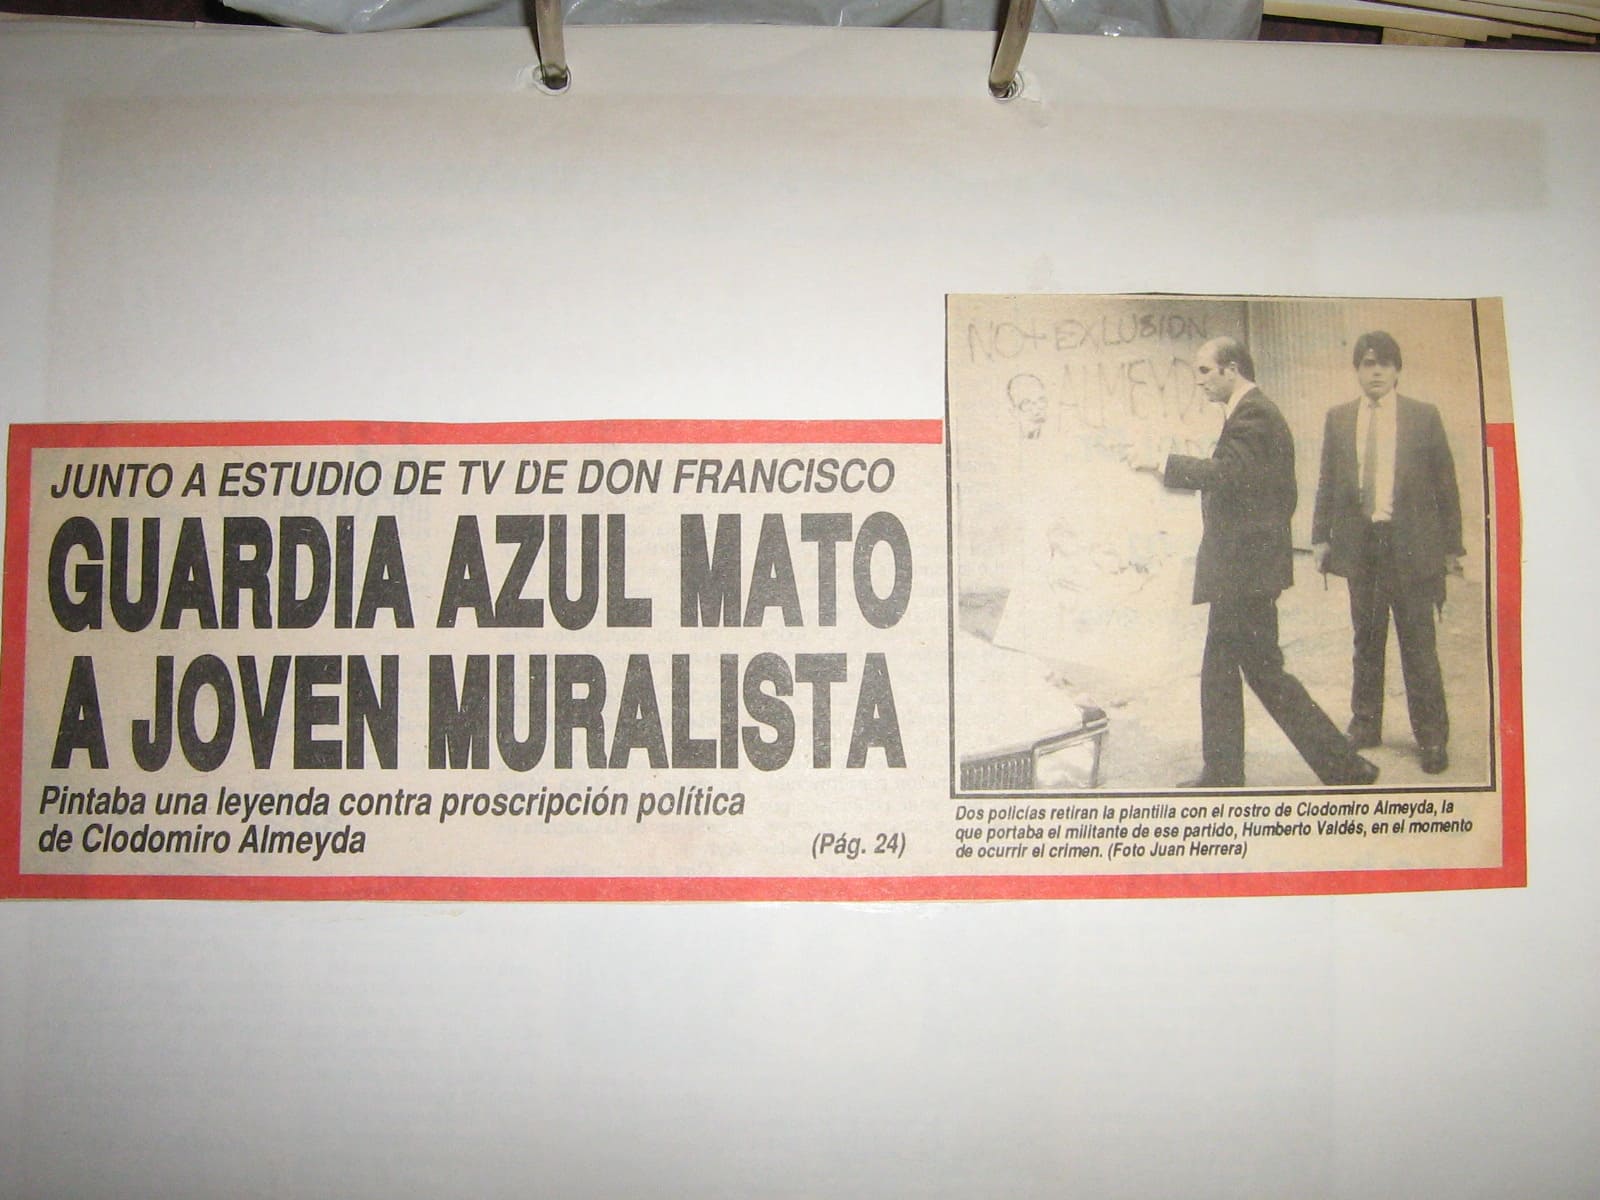 JUNTO A ESTUDIO DE TV DE DON FRANCISCO
GUARDIA AZUL MATO
A JOVEN MURALISTA
Pintaba una leyenda contra proscripción política
de Clodomiro Almeyda
(Pág. 24)
NO+ EXLUSION
ALMEYDA
Dos policías retiran la plantilla con el rostro de Clodomiro Almeyda, la
que portaba el militante de ese partido, Humberto Valdés, en el momento
de ocurrir el crimen. (Foto Juan Herrera)